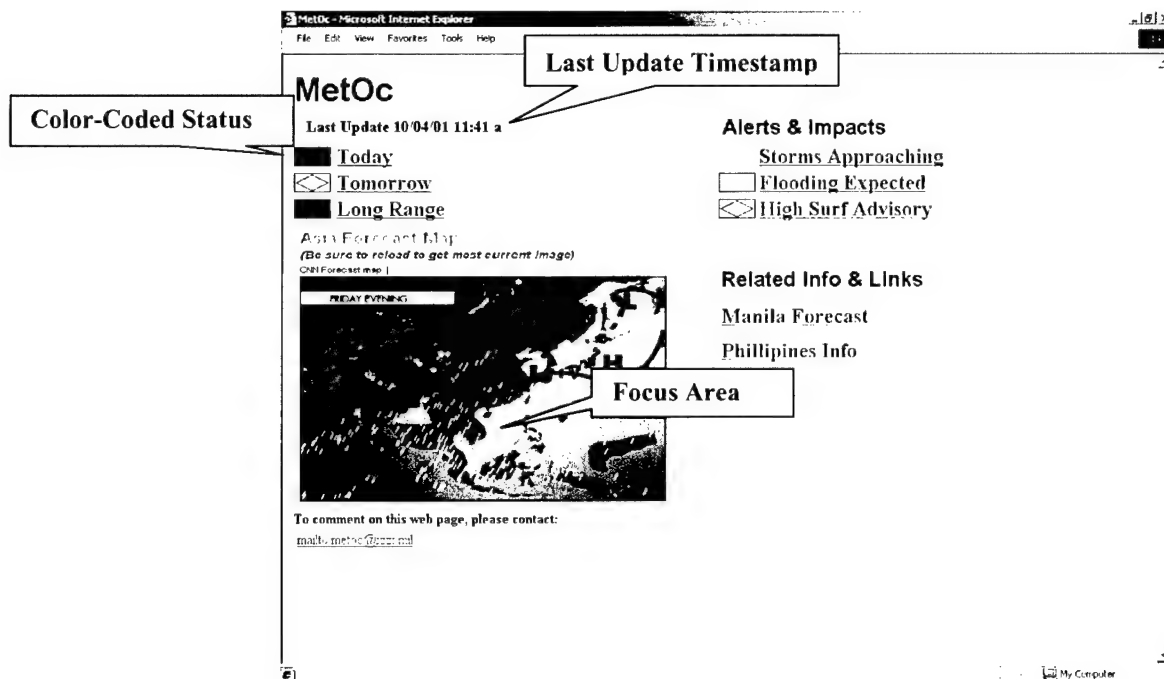 MetOc - Microsoft Internet Explorer
File Edit View Favorites Tools Help
Last Update Timestamp
MetOc
Color-Coded Status
Last Update 10/04/01 11:41 a
Today
Tomorrow
Long Range
Alerts & Impacts
Storms Approaching
Flooding Expected
High Surf Advisory
Asia Forecast Map
(Be sure to reload to get most current image)
CNN Forecast map |
FRIDAY EVENING
H
Focus Area
Related Info & Links
Manila Forecast
Phillipines Info
To comment on this web page, please contact:
My Computer